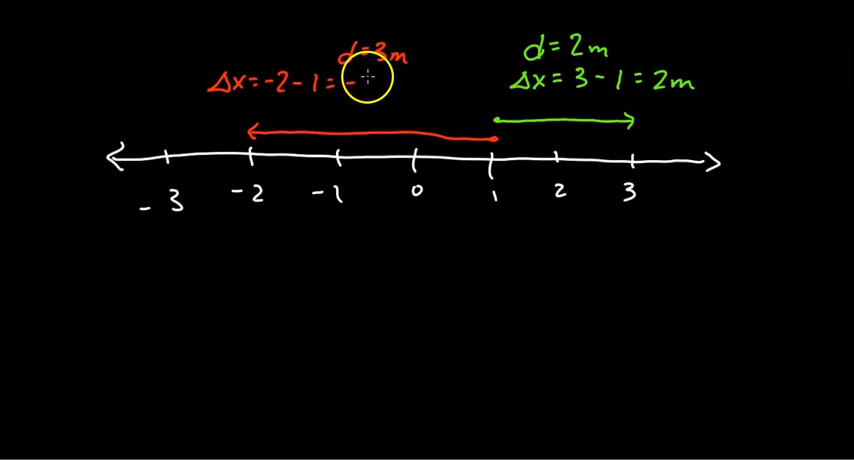 d = 3m
Δx = -2 - 1 = -
d = 2m
Δx = 3 - 1 = 2m
-3 -2 -1 0 1 2 3